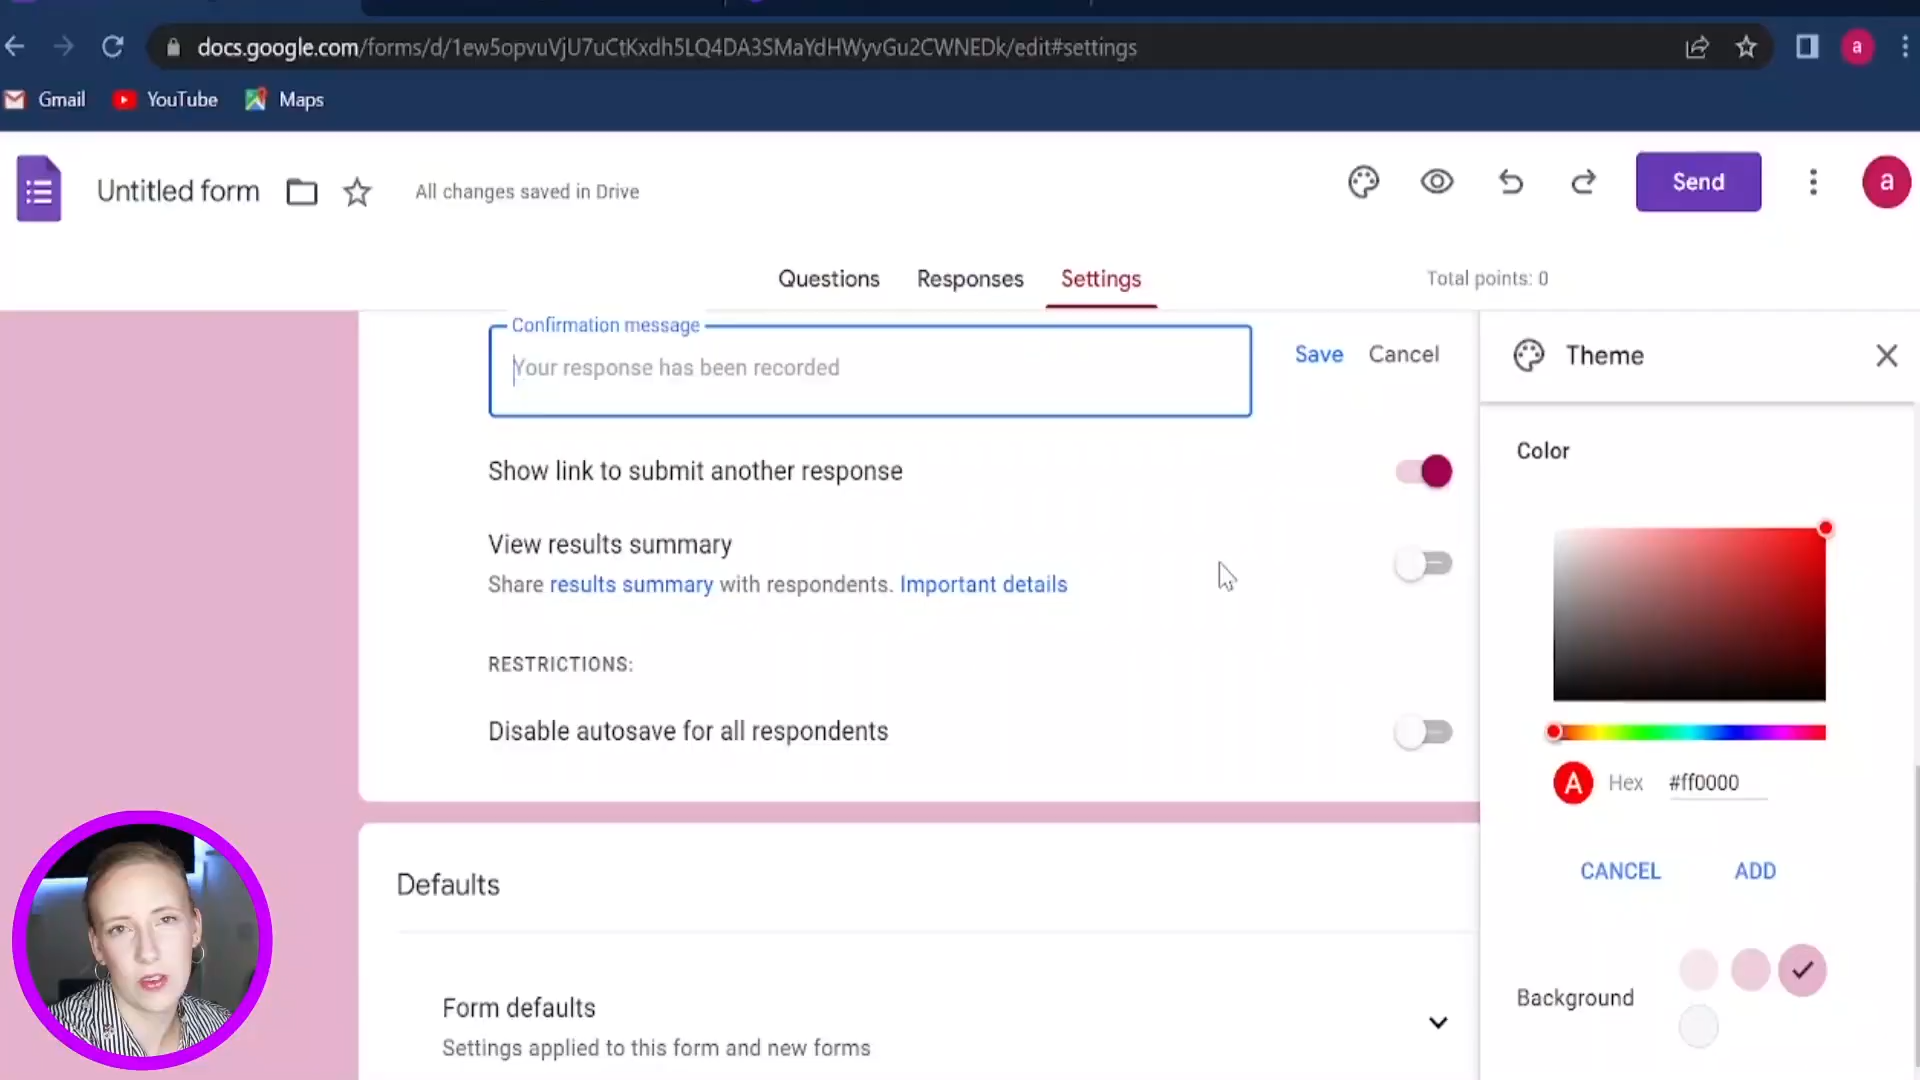 docs.google.com/forms/d/1ew5opvuVjU7uCtKxdh5LQ4DA3SMaYdHWyvGu2CWNEDk/edit#settings
a
Gmail
YouTube
Maps
Untitled form
All changes saved in Drive
Send
a
Questions
Responses
Settings
Total points: 0
Confirmation message
Your response has been recorded
Save
Cancel
Show link to submit another response
View results summary
Share results summary with respondents. Important details
RESTRICTIONS:
Disable autosave for all respondents
Defaults
Form defaults
Settings applied to this form and new forms
Theme
Color
A
Hex
#ff0000
CANCEL
ADD
Background